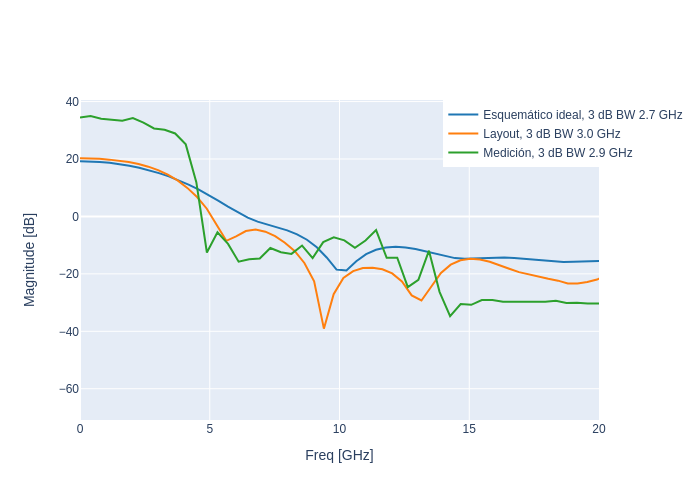 Esquemático ideal, 3 dB BW 2.7 GHz
Layout, 3 dB BW 3.0 GHz
Medición, 3 dB BW 2.9 GHz
40
20
0
−20
−40
−60
Magnitude [dB]
0 5 10 15 20
Freq [GHz]